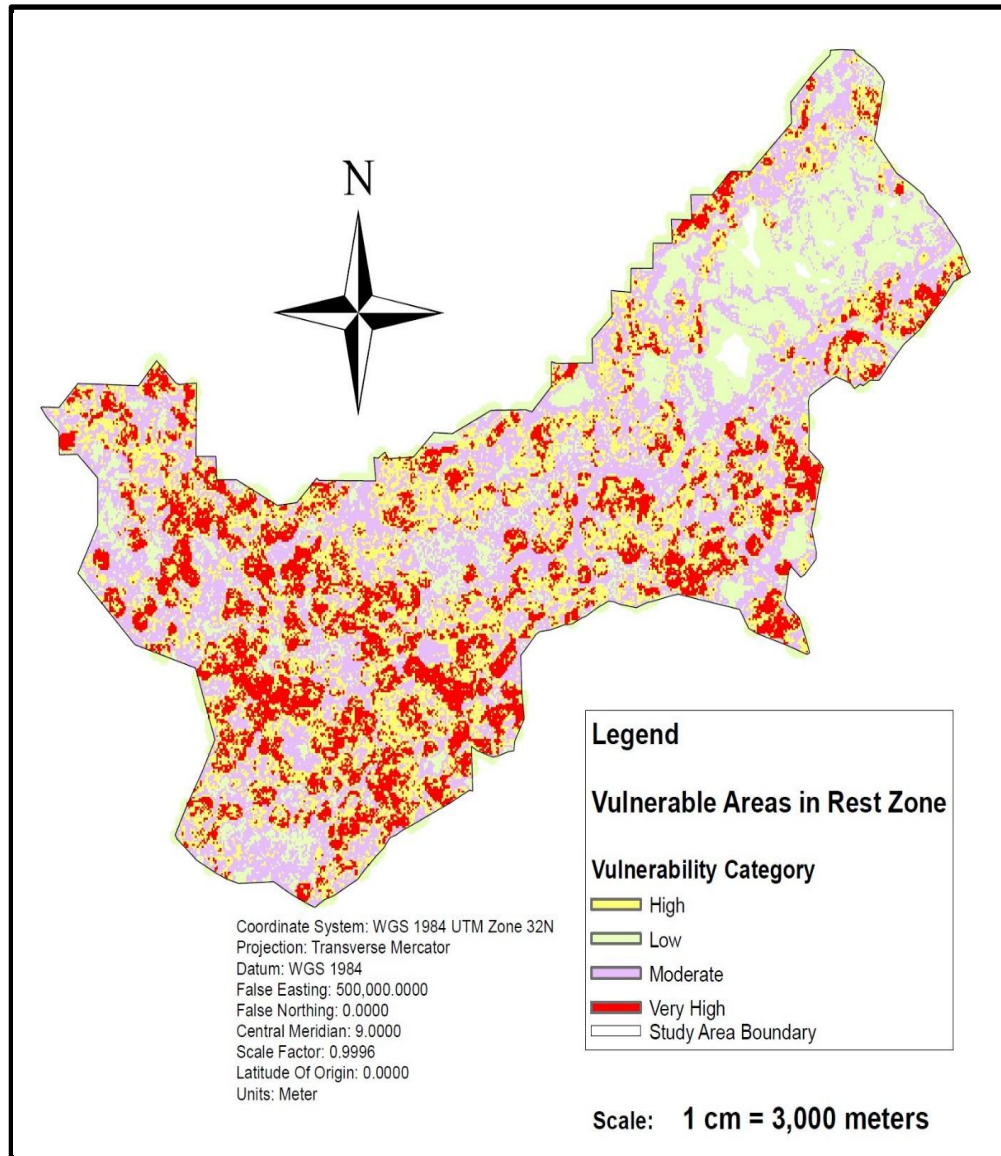 N
Legend
Vulnerable Areas in Rest Zone
Vulnerability Category
High
Low
Moderate
Very High
Study Area Boundary
Coordinate System: WGS 1984 UTM Zone 32N
Projection: Transverse Mercator
Datum: WGS 1984
False Easting: 500,000.0000
False Northing: 0.0000
Central Meridian: 9.0000
Scale Factor: 0.9996
Latitude Of Origin: 0.0000
Units: Meter
Scale: 1 cm = 3,000 meters